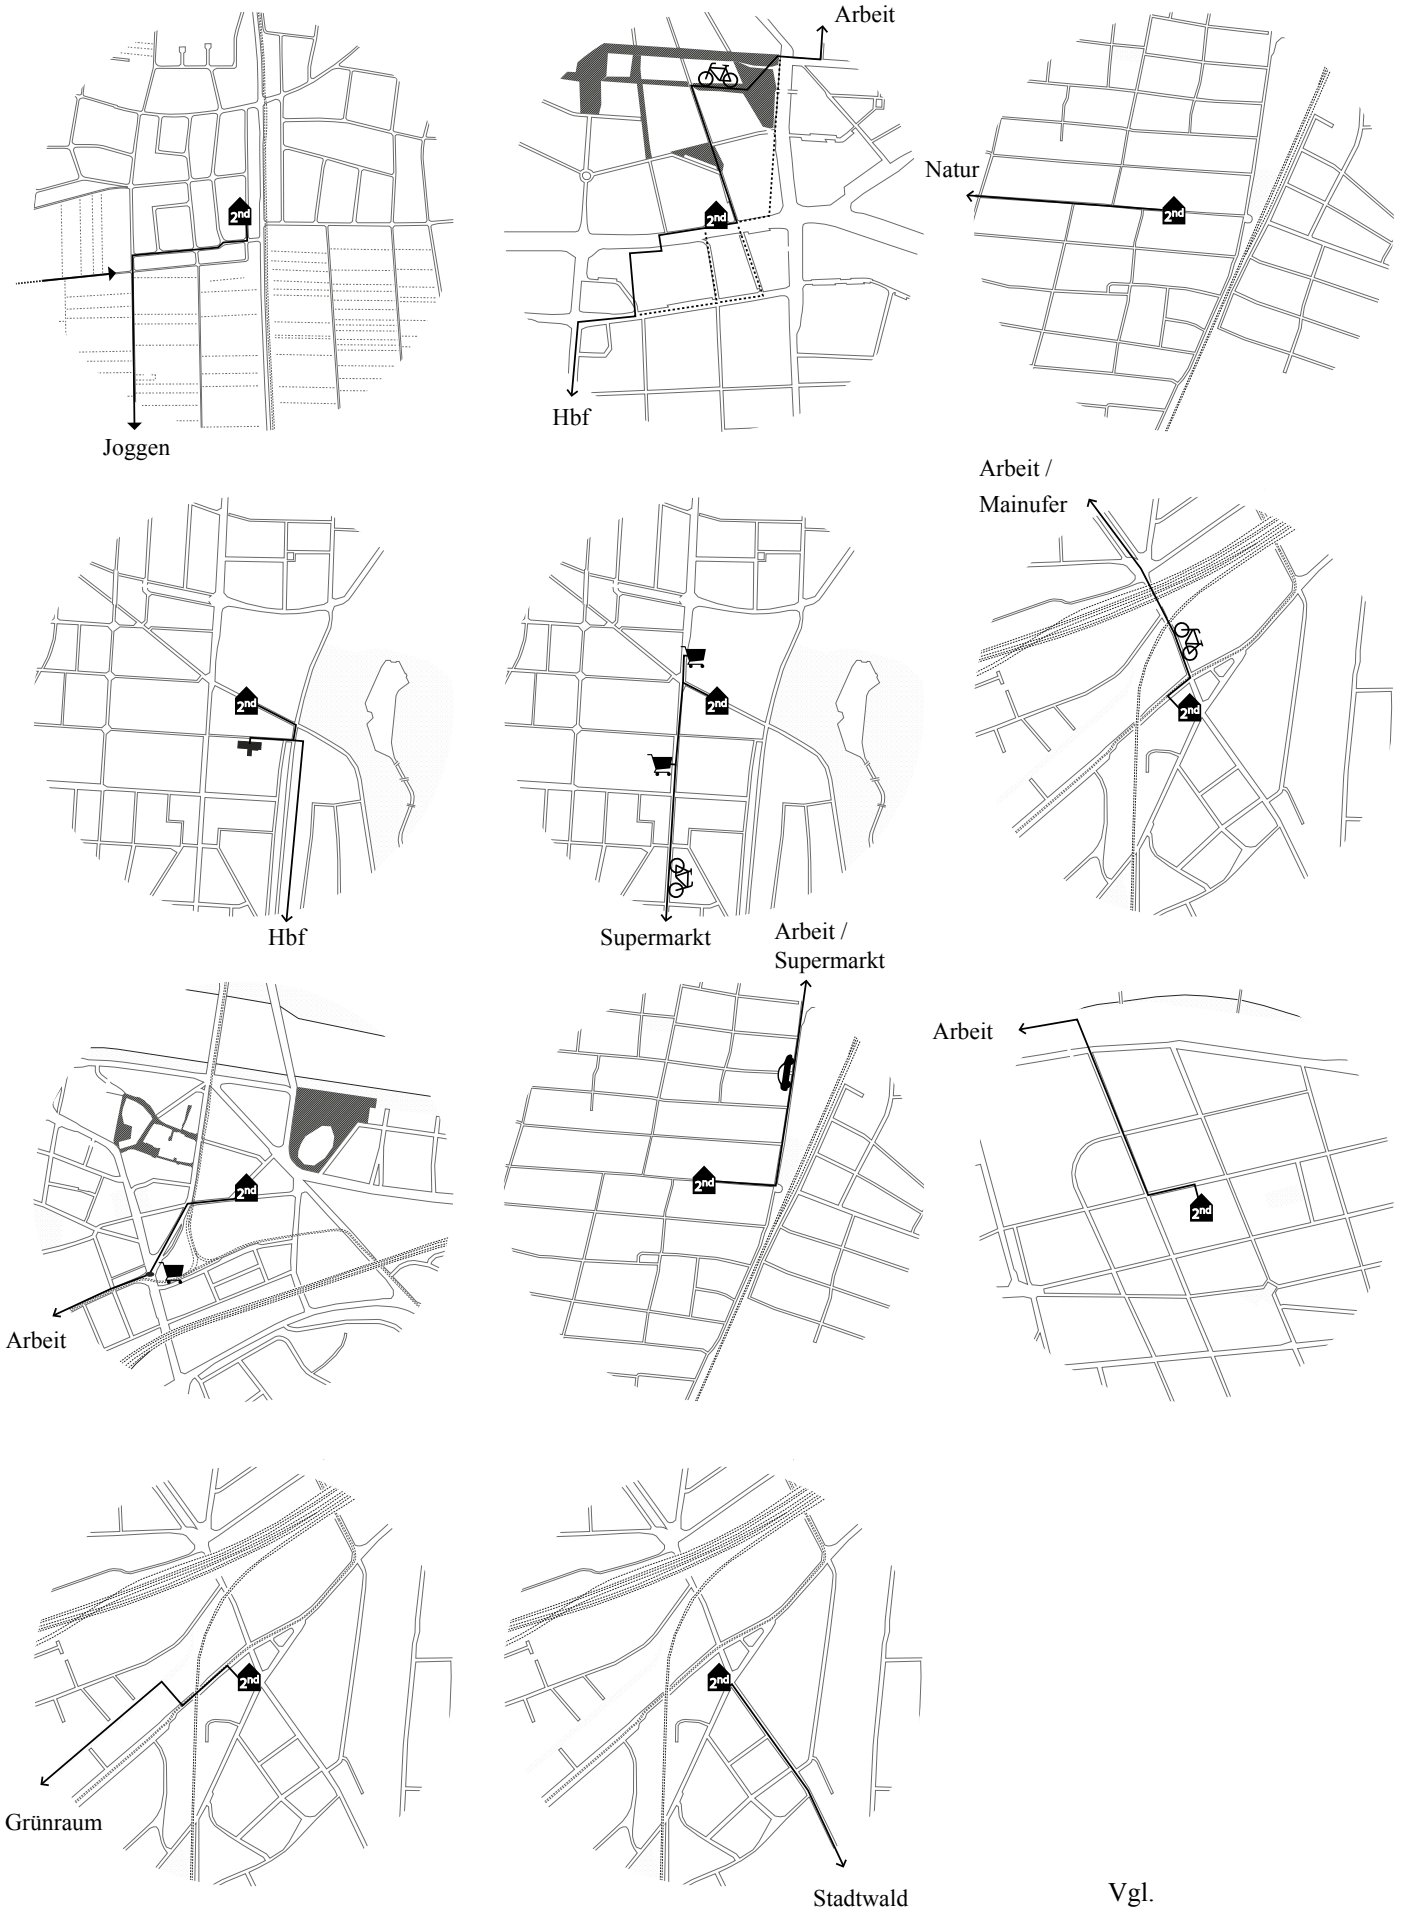 Arbeit
2nd
2nd
Natur
2nd
Hbf
Joggen
Arbeit /
Mainufer
2nd
2nd
2nd
Hbf
Supermarkt
Arbeit /
Supermarkt
Arbeit
2nd
2nd
2nd
Arbeit
2nd
2nd
Grünraum
Stadtwald
Vgl.